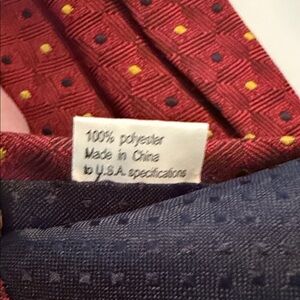 100% polyester
Made in China
to U.S.A. specifications